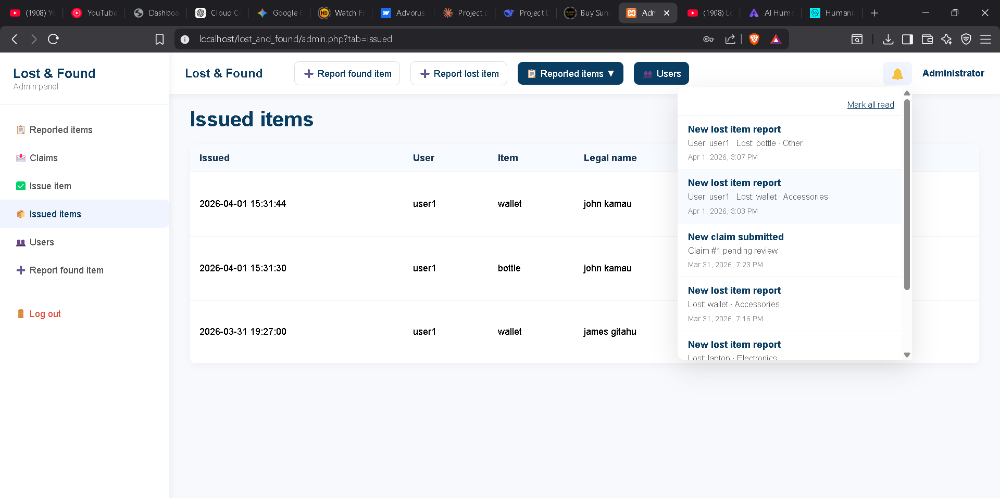 (1908) Yo
YouTube
Dashboa
Cloud C
Google C
Watch Fr
Advorus
Project c
Project D
Buy Sun
Adn
(1908) Lo
AI Huma
Humani
localhost/lost_and_found/admin.php?tab=issued
Lost & Found
Admin panel
Reported items
Claims
Issue item
Issued items
Users
Report found item
Log out
Lost & Found
Report found item
Report lost item
Reported items ▼
Users
Administrator
Issued items
Issued User Item Legal name
2026-04-01 15:31:44 user1 wallet john kamau
2026-04-01 15:31:30 user1 bottle john kamau
2026-03-31 19:27:00 user1 wallet james gitahu
Mark all read
New lost item report
User: user1 · Lost: bottle · Other
Apr 1, 2026, 3:07 PM
New lost item report
User: user1 · Lost: wallet · Accessories
Apr 1, 2026, 3:03 PM
New claim submitted
Claim #1 pending review
Mar 31, 2026, 7:23 PM
New lost item report
Lost: wallet · Accessories
Mar 31, 2026, 7:16 PM
New lost item report
Lost: laptop · Electronics